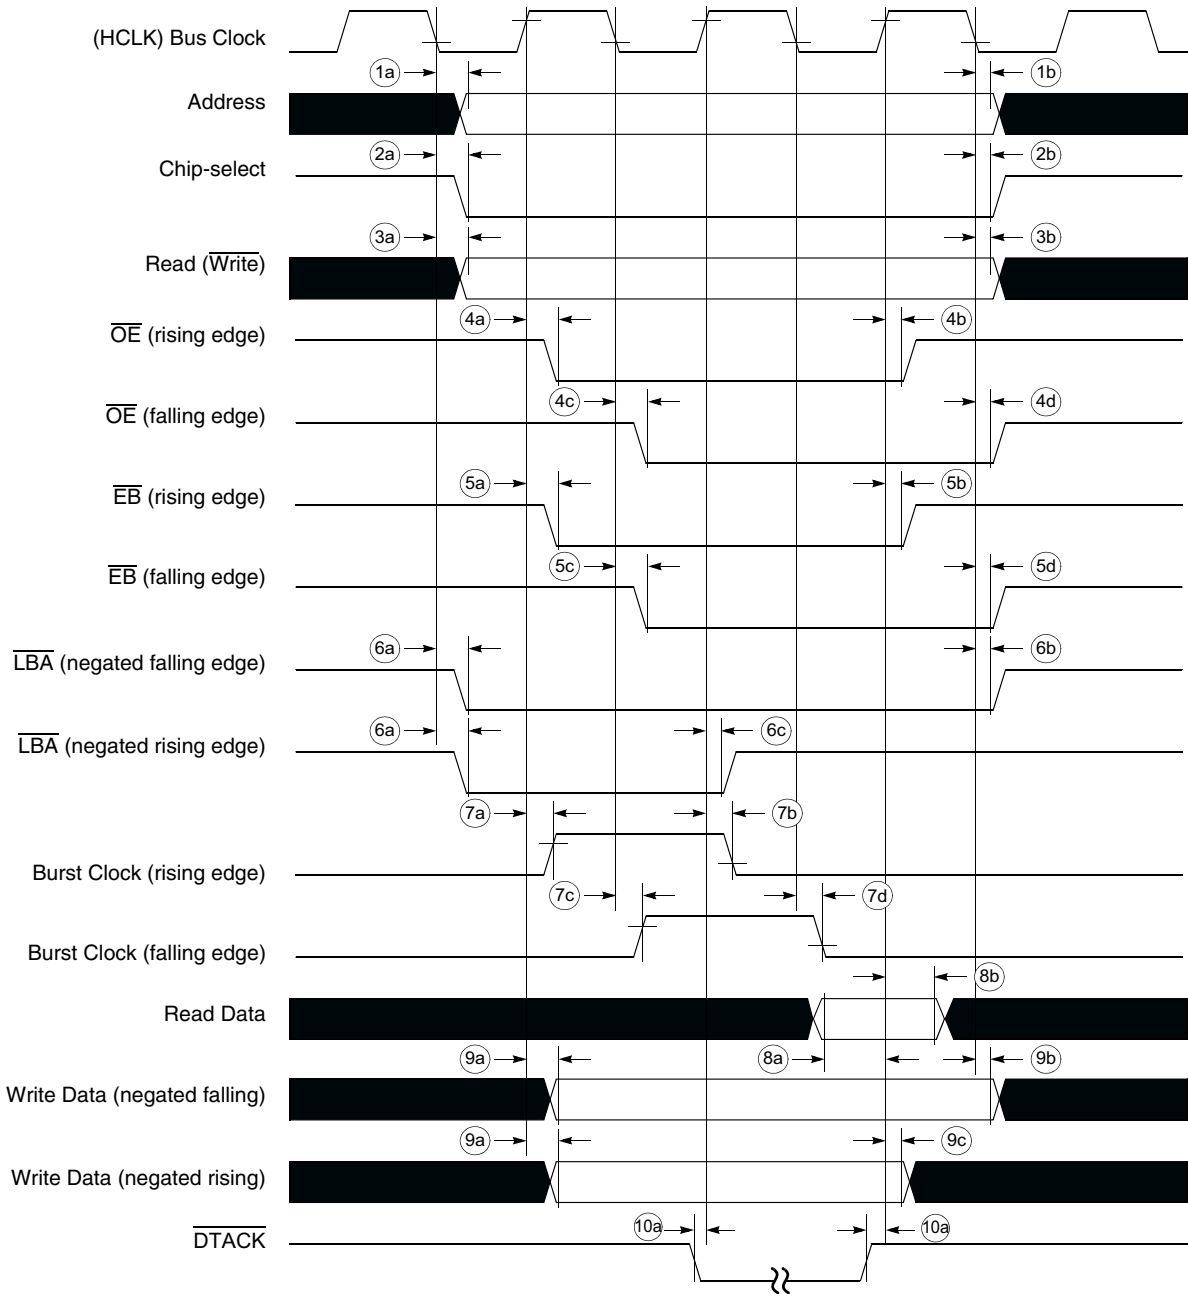 (HCLK) Bus Clock
1a
1b
Address
2a
2b
Chip-select
3a
3b
Read (Write)
4a
4b
OE (rising edge)
4c
4d
OE (falling edge)
5a
5b
EB (rising edge)
5c
5d
EB (falling edge)
6a
6b
LBA (negated falling edge)
6a
6c
LBA (negated rising edge)
7a
7b
Burst Clock (rising edge)
7c
7d
Burst Clock (falling edge)
8b
Read Data
9a
8a
9b
Write Data (negated falling)
9a
9c
Write Data (negated rising)
10a
10a
DTACK